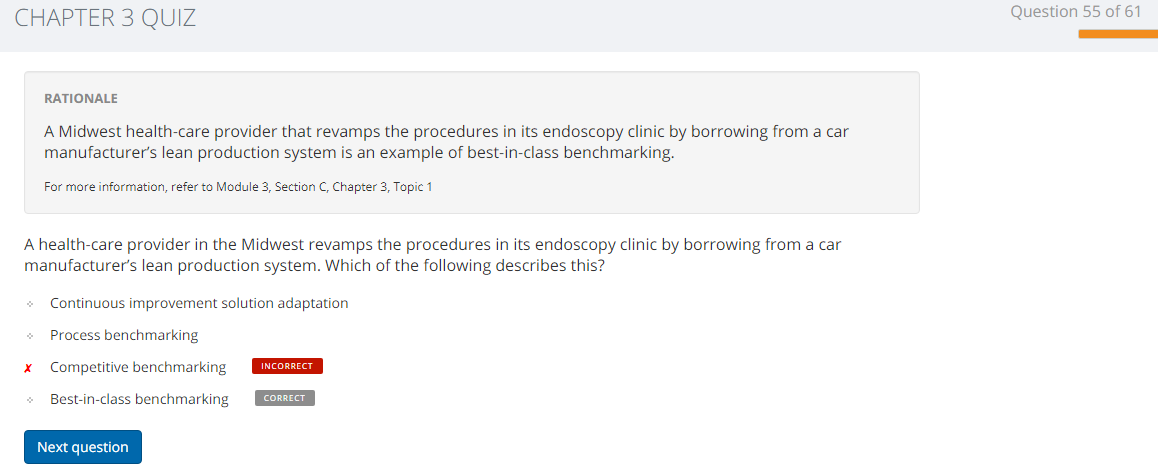 CHAPTER 3 QUIZ
Question 55 of 61
RATIONALE
A Midwest health-care provider that revamps the procedures in its endoscopy clinic by borrowing from a car
manufacturer’s lean production system is an example of best-in-class benchmarking.
For more information, refer to Module 3, Section C, Chapter 3, Topic 1
A health-care provider in the Midwest revamps the procedures in its endoscopy clinic by borrowing from a car
manufacturer’s lean production system. Which of the following describes this?
Continuous improvement solution adaptation
Process benchmarking
✗ Competitive benchmarking INCORRECT
Best-in-class benchmarking CORRECT
Next question